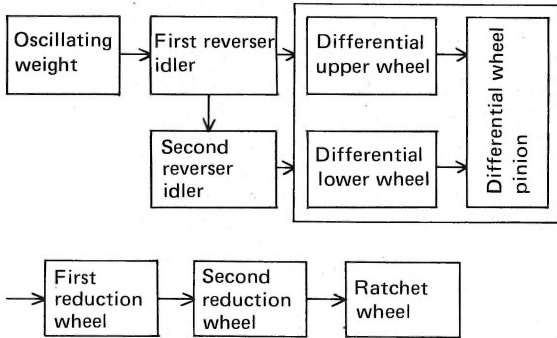 Oscillating
weight
First reverser
idler
Differential
upper wheel
Differential wheel
pinion
Second
reverser
idler
Differential
lower wheel
First
reduction
wheel
Second
reduction
wheel
Ratchet
wheel